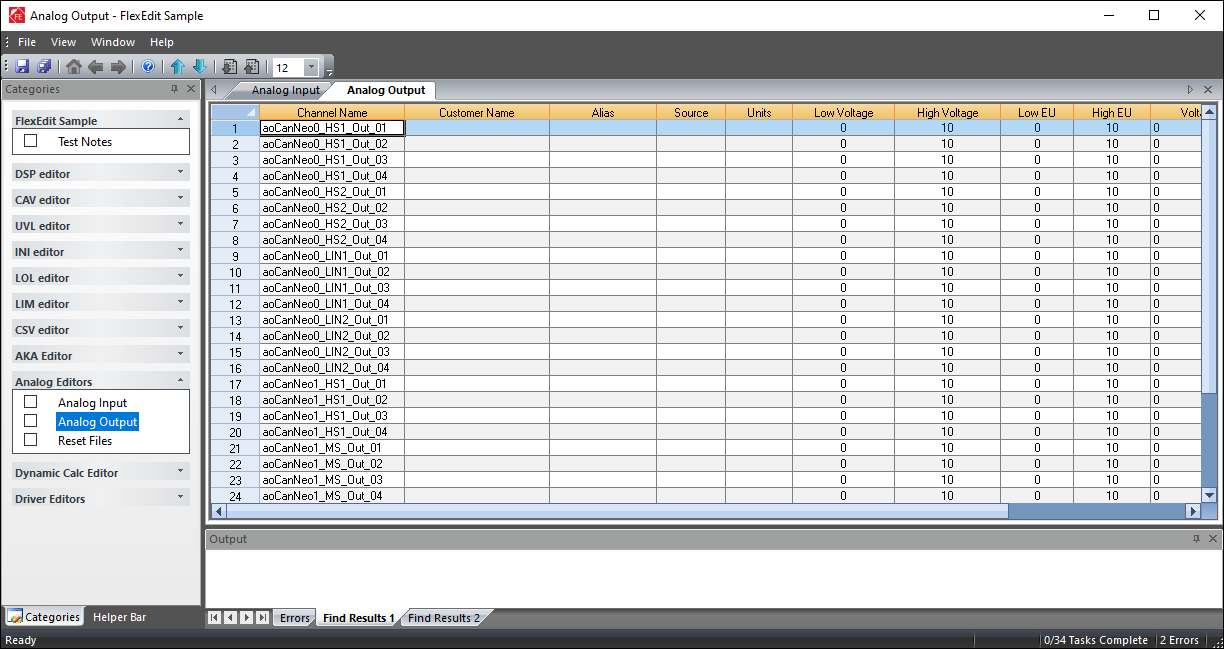 FE Analog Output - FlexEdit Sample
File View Window Help
12
Categories
FlexEdit Sample
Test Notes
DSP editor
CAV editor
UVL editor
INI editor
LOL editor
LIM editor
CSV editor
AKA Editor
Analog Editors
Analog Input
Analog Output
Reset Files
Dynamic Calc Editor
Driver Editors
Categories Helper Bar
Analog Input Analog Output
Channel Name Customer Name Alias Source Units Low Voltage High Voltage Low EU High EU Volta
1 aoCanNeo0_HS1_Out_01 0 10 0 10 0
2 aoCanNeo0_HS1_Out_02 0 10 0 10 0
3 aoCanNeo0_HS1_Out_03 0 10 0 10 0
4 aoCanNeo0_HS1_Out_04 0 10 0 10 0
5 aoCanNeo0_HS2_Out_01 0 10 0 10 0
6 aoCanNeo0_HS2_Out_02 0 10 0 10 0
7 aoCanNeo0_HS2_Out_03 0 10 0 10 0
8 aoCanNeo0_HS2_Out_04 0 10 0 10 0
9 aoCanNeo0_LIN1_Out_01 0 10 0 10 0
10 aoCanNeo0_LIN1_Out_02 0 10 0 10 0
11 aoCanNeo0_LIN1_Out_03 0 10 0 10 0
12 aoCanNeo0_LIN1_Out_04 0 10 0 10 0
13 aoCanNeo0_LIN2_Out_01 0 10 0 10 0
14 aoCanNeo0_LIN2_Out_02 0 10 0 10 0
15 aoCanNeo0_LIN2_Out_03 0 10 0 10 0
16 aoCanNeo0_LIN2_Out_04 0 10 0 10 0
17 aoCanNeo1_HS1_Out_01 0 10 0 10 0
18 aoCanNeo1_HS1_Out_02 0 10 0 10 0
19 aoCanNeo1_HS1_Out_03 0 10 0 10 0
20 aoCanNeo1_HS1_Out_04 0 10 0 10 0
21 aoCanNeo1_MS_Out_01 0 10 0 10 0
22 aoCanNeo1_MS_Out_02 0 10 0 10 0
23 aoCanNeo1_MS_Out_03 0 10 0 10 0
24 aoCanNeo1_MS_Out_04 0 10 0 10 0
Output
Errors Find Results 1 Find Results 2
Ready 0/34 Tasks Complete 2 Errors